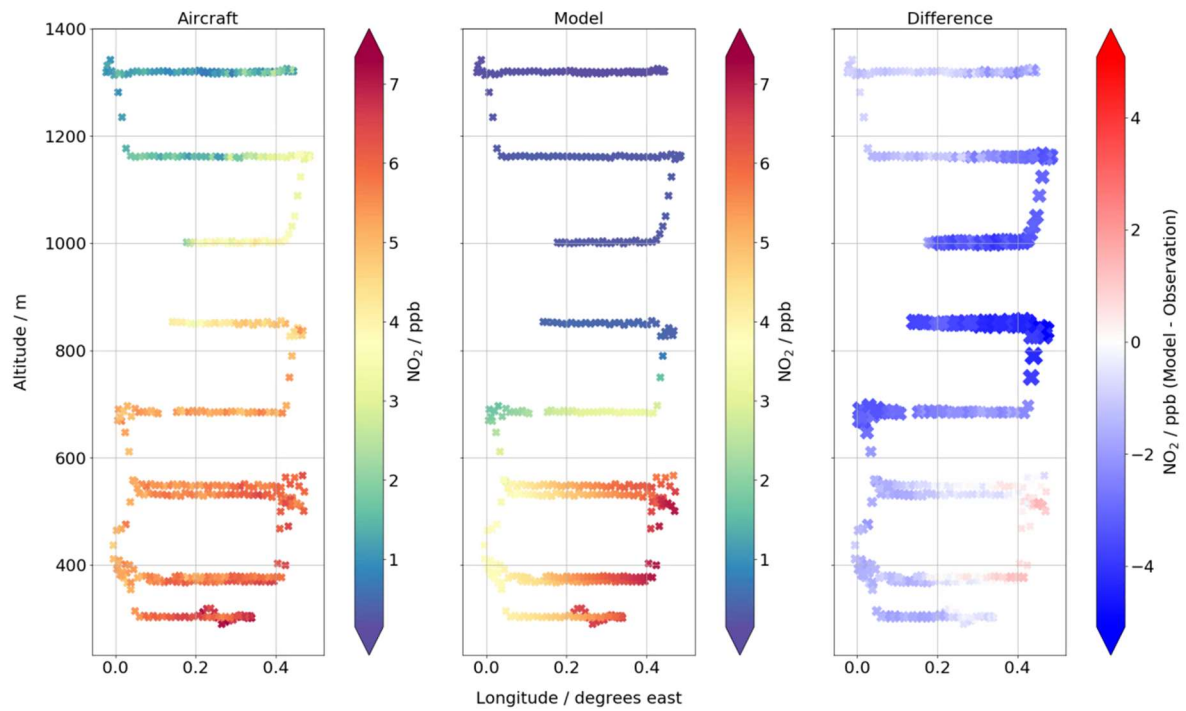 Aircraft
Model
Difference
1400
1200
1000
800
600
400
Altitude / m
0.0 0.2 0.4
7
6
5
4
3
2
1
NO2 / ppb
0.0 0.2 0.4
7
6
5
4
3
2
1
NO2 / ppb
0.0 0.2 0.4
4
2
0
−2
−4
NO2 / ppb (Model - Observation)
Longitude / degrees east